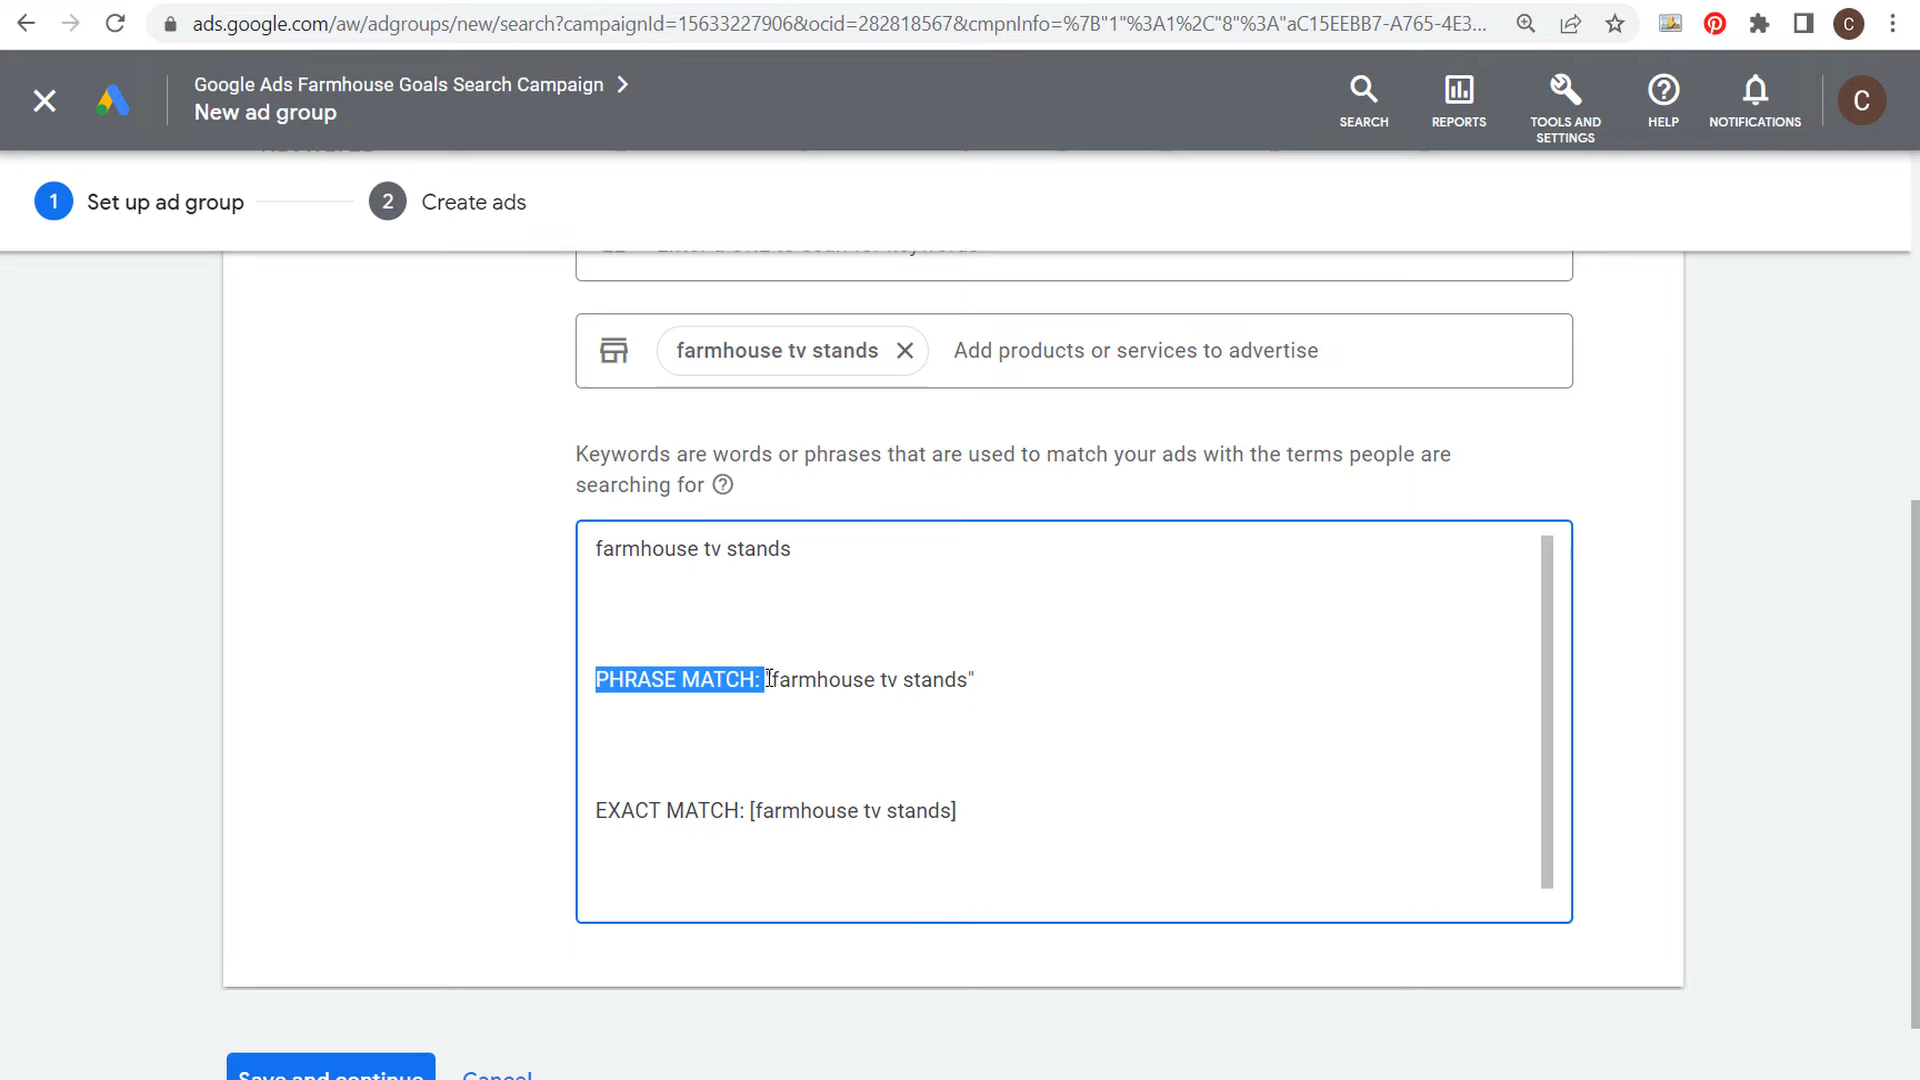 ads.google.com/aw/adgroups/new/search?campaignId=15633227906&ocid=282818567&cmpnInfo=%7B"1"%3A1%2C"8"%3A"aC15EEBB7-A765-4E3...
C
Google Ads Farmhouse Goals Search Campaign
New ad group
SEARCH
REPORTS
TOOLS AND
SETTINGS
HELP
NOTIFICATIONS
C
1 Set up ad group
2 Create ads
farmhouse tv stands
Add products or services to advertise
Keywords are words or phrases that are used to match your ads with the terms people are
searching for
farmhouse tv stands
PHRASE MATCH: "farmhouse tv stands"
EXACT MATCH: [farmhouse tv stands]
Save and continue
Cancel